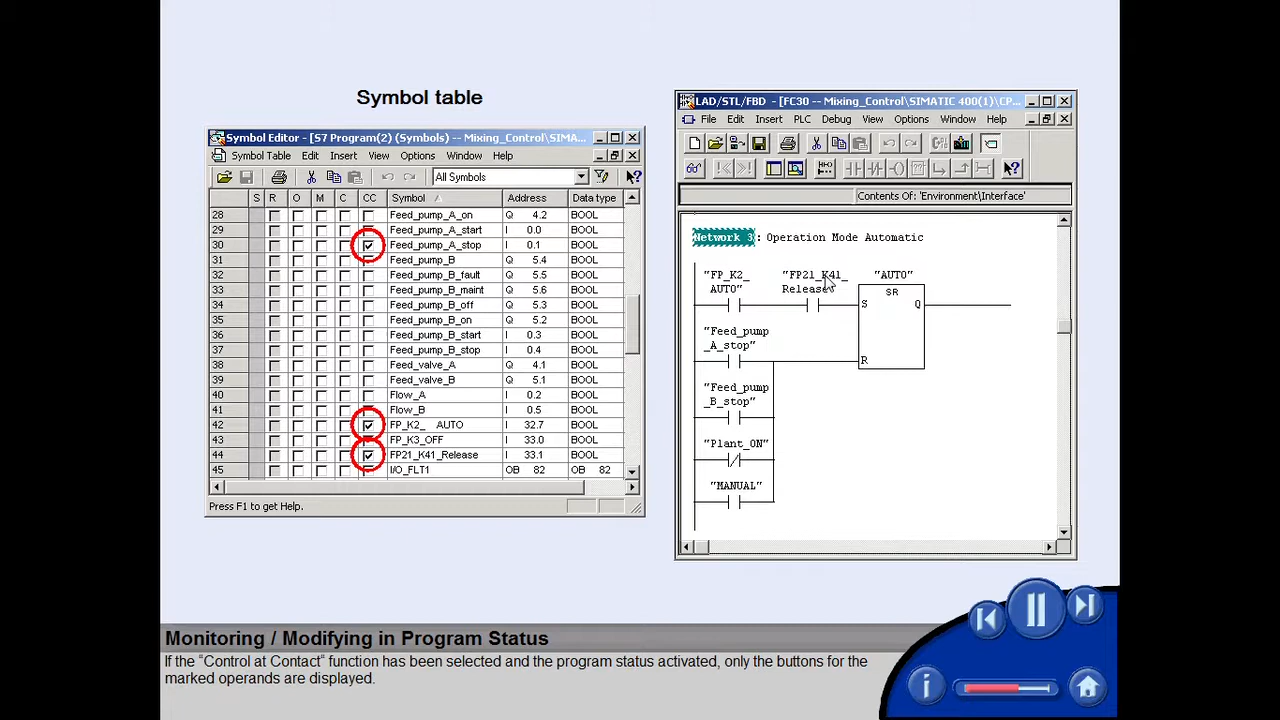 Symbol table
Symbol Editor - [S7 Program(2) (Symbols) -- Mixing_Control\SIMA...
Symbol Table Edit Insert View Options Window Help
All Symbols
S R O M C CC Symbol Address Data type
28 Feed_pump_A_on Q 4.2 BOOL
29 Feed_pump_A_start I 0.0 BOOL
30 Feed_pump_A_stop I 0.1 BOOL
31 Feed_pump_B Q 5.4 BOOL
32 Feed_pump_B_fault Q 5.5 BOOL
33 Feed_pump_B_maint Q 5.6 BOOL
34 Feed_pump_B_off Q 5.3 BOOL
35 Feed_pump_B_on Q 5.2 BOOL
36 Feed_pump_B_start I 0.3 BOOL
37 Feed_pump_B_stop I 0.4 BOOL
38 Feed_valve_A Q 4.1 BOOL
39 Feed_valve_B Q 5.1 BOOL
40 Flow_A I 0.2 BOOL
41 Flow_B I 0.5 BOOL
42 FP_K2_ AUTO I 32.7 BOOL
43 FP_K3_OFF I 33.0 BOOL
44 FP21_K41_Release I 33.1 BOOL
45 I/O_FLT1 OB 82 OB 82
Press F1 to get Help.
LAD/STL/FBD - [FC30 -- Mixing_Control\SIMATIC 400(1)\CP...
File Edit Insert PLC Debug View Options Window Help
Contents Of: 'Environment\Interface'
Network 3: Operation Mode Automatic
"FP_K2_ "FP21_K41_ "AUTO"
AUTO" Release" SR
S Q
"Feed_pump
_A_stop"
R
"Feed_pump
_B_stop"
"Plant_ON"
"MANUAL"
Monitoring / Modifying in Program Status
If the "Control at Contact" function has been selected and the program status activated, only the buttons for the
marked operands are displayed.
i